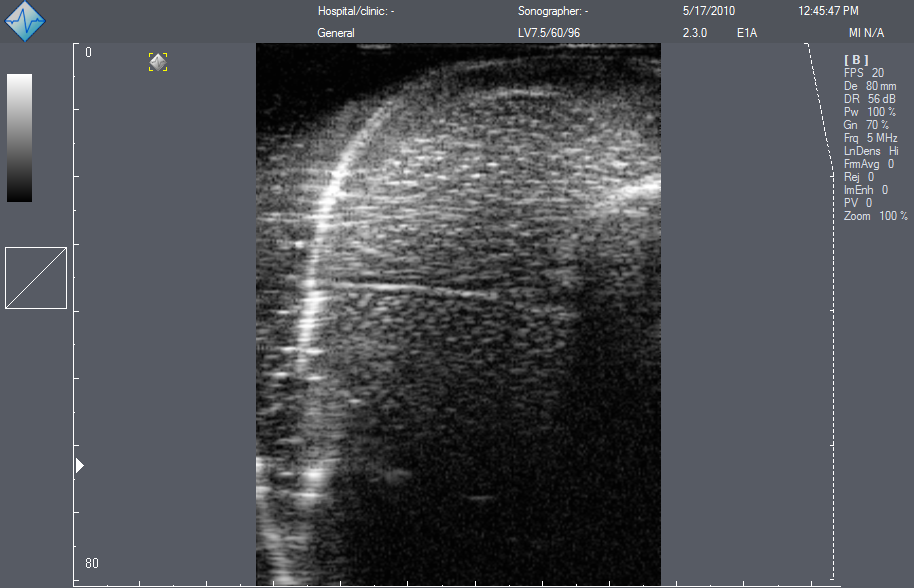 Hospital/clinic: - Sonographer: - 5/17/2010 12:45:47 PM
General LV7.5/60/96 2.3.0 E1A MI N/A
0
[ B ]
FPS 20
De 80 mm
DR 56 dB
Pw 100 %
Gn 70 %
Frq 5 MHz
LnDens Hi
FrmAvg 0
Rej 0
ImEnh 0
PV 0
Zoom 100 %
80